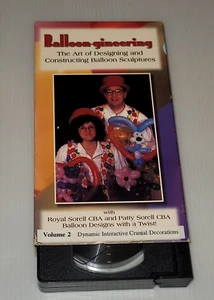 Balloon-gineering
The Art of Designing and
Constructing Balloon Sculptures
with
Royal Sorell CBA and Patty Sorell CBA
Balloon Designs with a Twist!
Volume 2 Dynamic Interactive Cranial Decorations